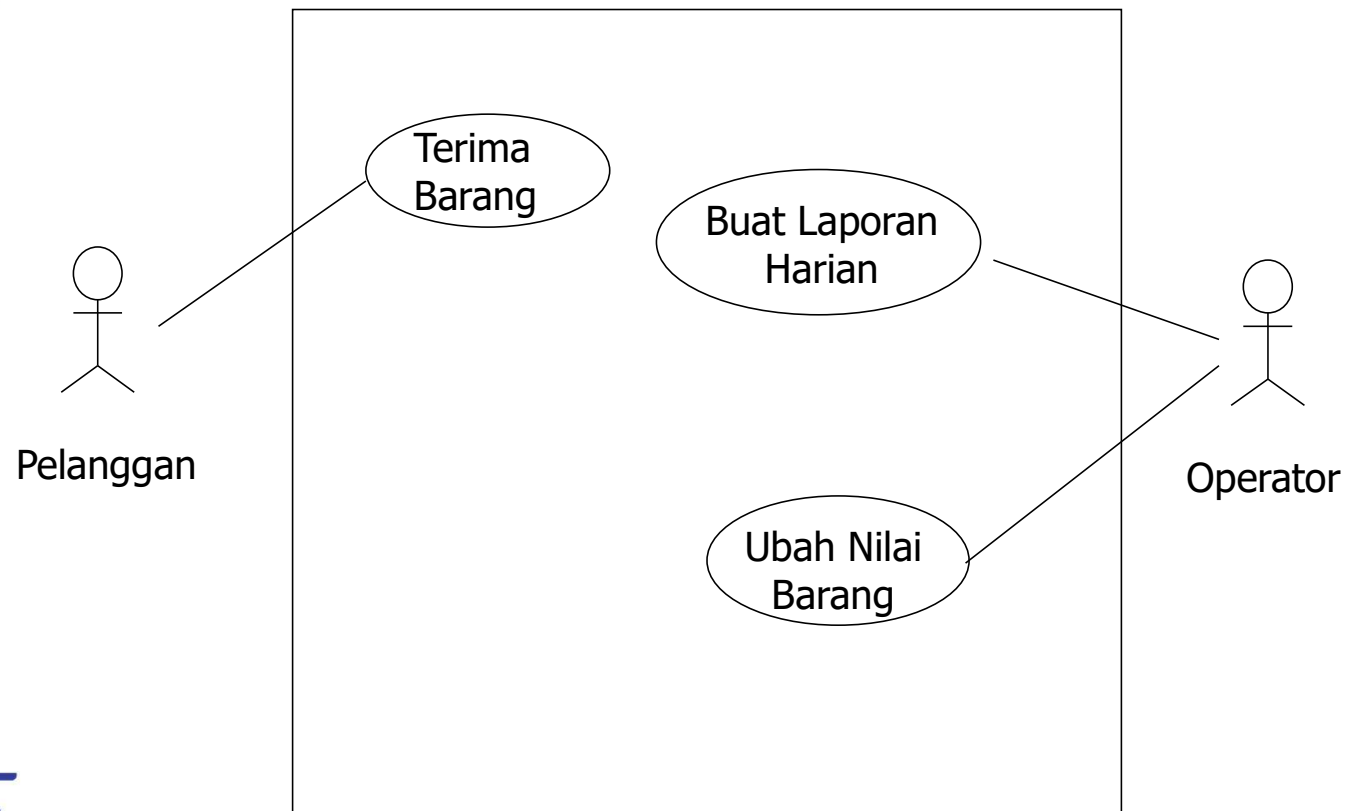 Terima
Barang
Buat Laporan
Harian
Pelanggan
Operator
Ubah Nilai
Barang